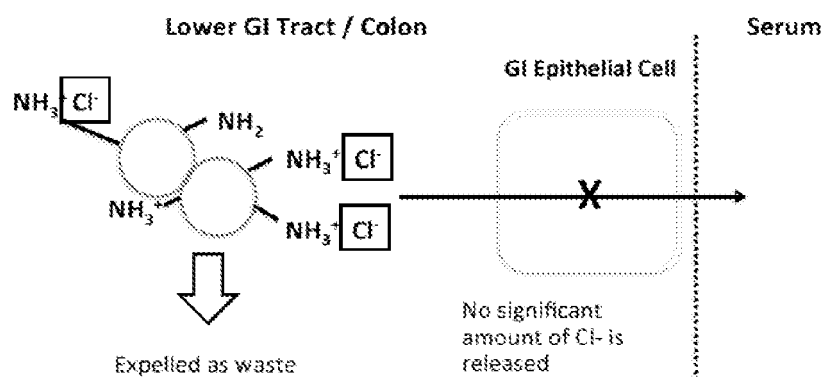 Lower GI Tract / Colon
Serum
GI Epithelial Cell
NH₃⁺ Cl⁻
NH₂
NH₃⁺ Cl⁻
NH₃⁺
NH₃⁺ Cl⁻
X
No significant
amount of Cl- is
released
Expelled as waste